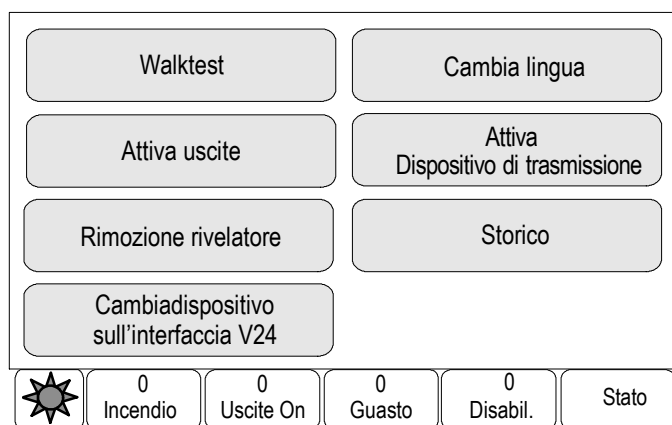 Walktest
Cambia lingua
Attiva uscite
Attiva
Dispositivo di trasmissione
Rimozione rivelatore
Storico
Cambiadispositivo
sull'interfaccia V24
0
Incendio
0
Uscite On
0
Guasto
0
Disabil.
Stato